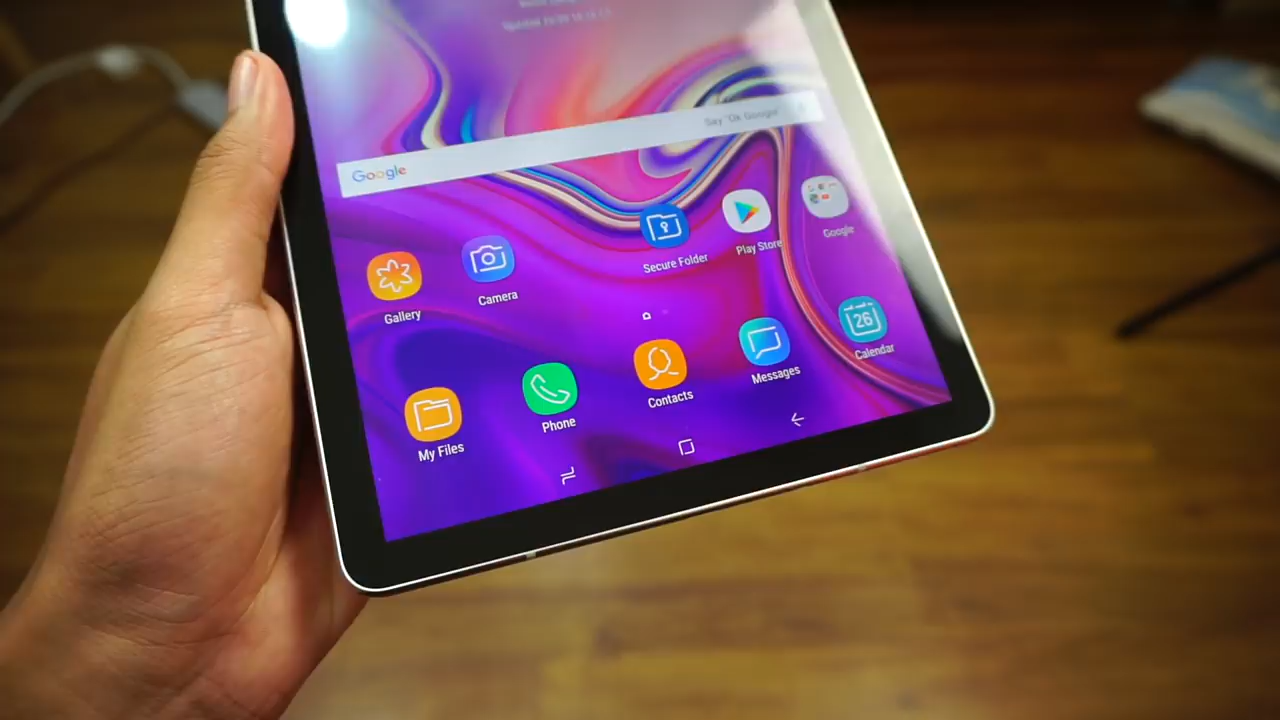 Google
Say "Ok Google"
Gallery
Camera
Secure Folder
Play Store
Google
My Files
Phone
Contacts
Messages
26
Calendar